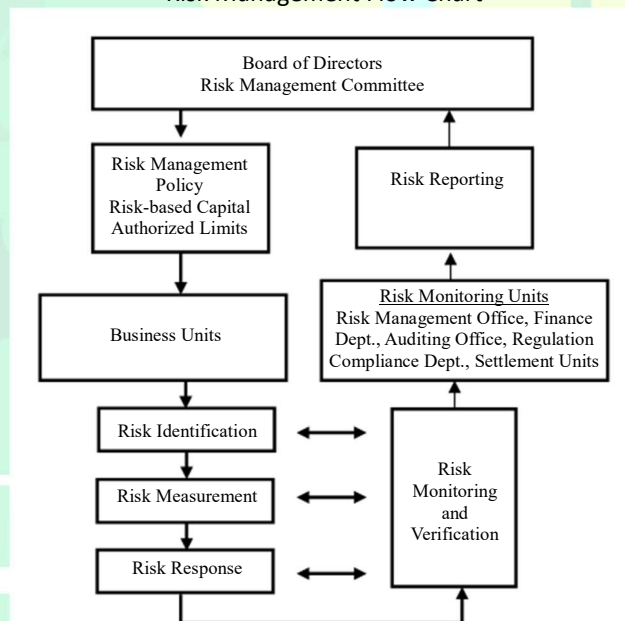 Risk Management Flow Chart
Board of Directors
Risk Management Committee
Risk Management
Policy
Risk-based Capital
Authorized Limits
Risk Reporting
Risk Monitoring Units
Risk Management Office, Finance
Dept., Auditing Office, Regulation
Compliance Dept., Settlement Units
Business Units
Risk Identification
Risk Measurement
Risk Response
Risk
Monitoring
and
Verification